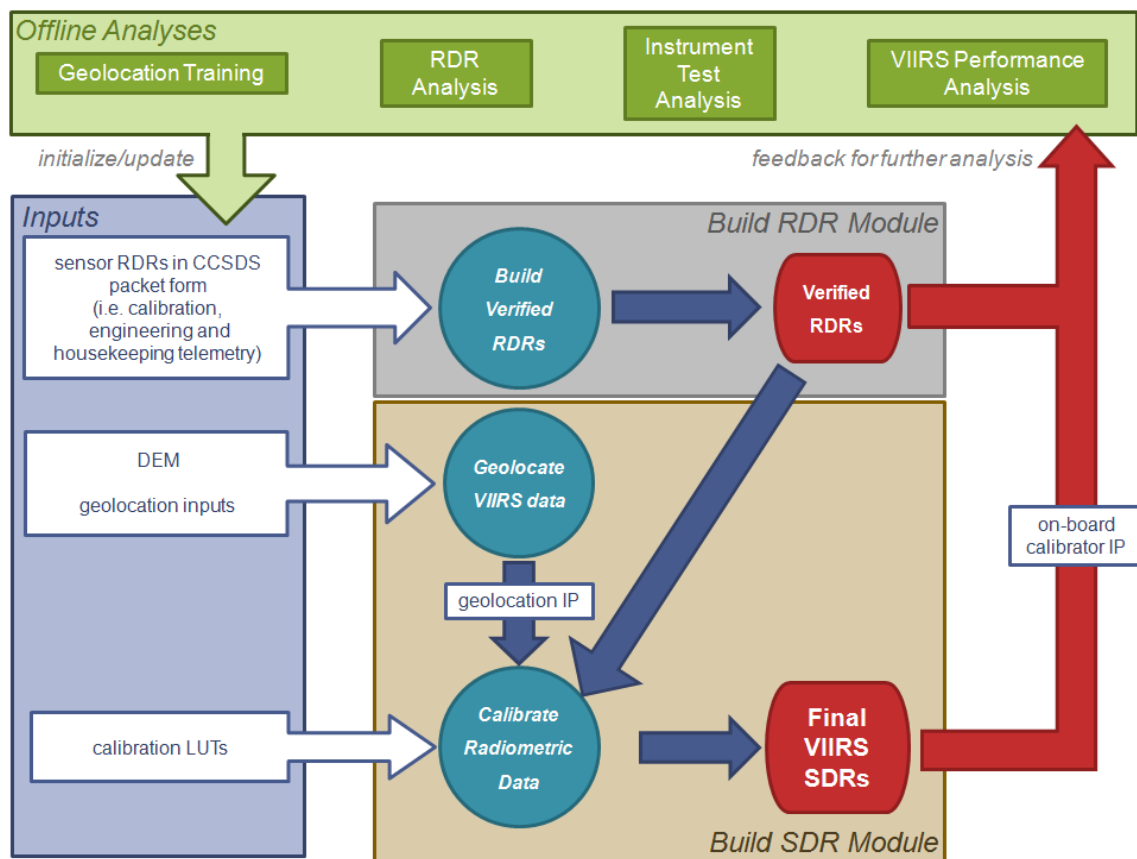 Offline Analyses
Geolocation Training
RDR
Analysis
Instrument
Test
Analysis
VIIRS Performance
Analysis
initialize/update
feedback for further analysis
Inputs
sensor RDRs in CCSDS
packet form
(i.e. calibration,
engineering and
housekeeping telemetry)
Build RDR Module
Build
Verified
RDRs
Verified
RDRs
DEM
geolocation inputs
Geolocate
VIIRS data
geolocation IP
on-board
calibrator IP
calibration LUTs
Calibrate
Radiometric
Data
Final
VIIRS
SDRs
Build SDR Module